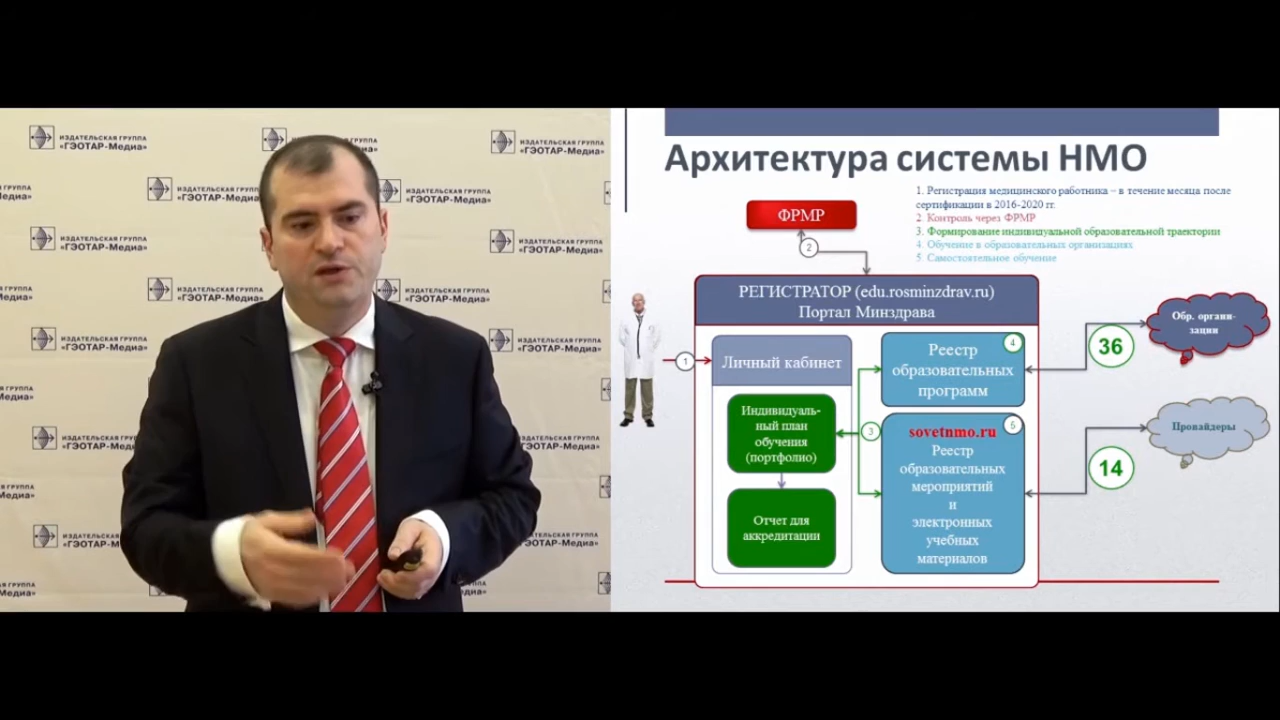 ИЗДАТЕЛЬСКАЯ ГРУППА
«ГЭОТАР-Медиа»
Архитектура системы НМО
1. Регистрация медицинского работника – в течение месяца после
сертификации в 2016-2020 гг.
2. Контроль через ФРМР
3. Формирование индивидуальной образовательной траектории
4. Обучение в образовательных организациях
5. Самостоятельное обучение
ФРМР
2
РЕГИСТРАТОР (edu.rosminzdrav.ru)
Портал Минздрава
1
Личный кабинет
Индивидуаль-
ный план
обучения
(портфолио)
Отчет для
аккредитации
3
4
Реестр
образовательных
программ
5
sovetnmo.ru
Реестр
образовательных
мероприятий
и
электронных
учебных
материалов
36
Обр. органи-
зации
14
Провайдеры